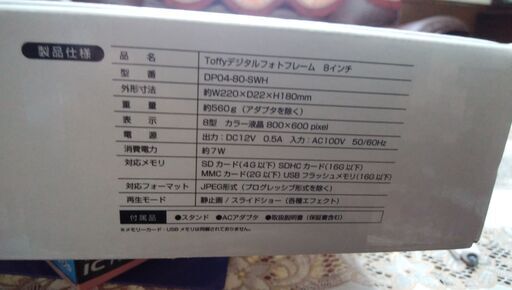 製品仕様
品名 Toffyデジタルフォトフレーム 8インチ
型番 DP04-80-SWH
外形寸法 約W220×D22×H180mm
重量 約560g(アダプタを除く)
表示 8型 カラー液晶 800×600 pixel
電源 出力:DC12V 0.5A 入力:AC100V 50/60Hz
消費電力 約7W
対応メモリ SDカード(4G以下) SDHCカード(16G以下)
MMCカード(2G以下) USBフラッシュメモリ(16G以下)
対応フォーマット JPEG形式(プログレッシブ形式を除く)
再生モード 静止画 / スライドショー(各種エフェクト)
付属品 ●スタンド ●ACアダプタ ●取扱説明書(保証書含む)
※メモリーカード・USBメモリは同梱されておりません。